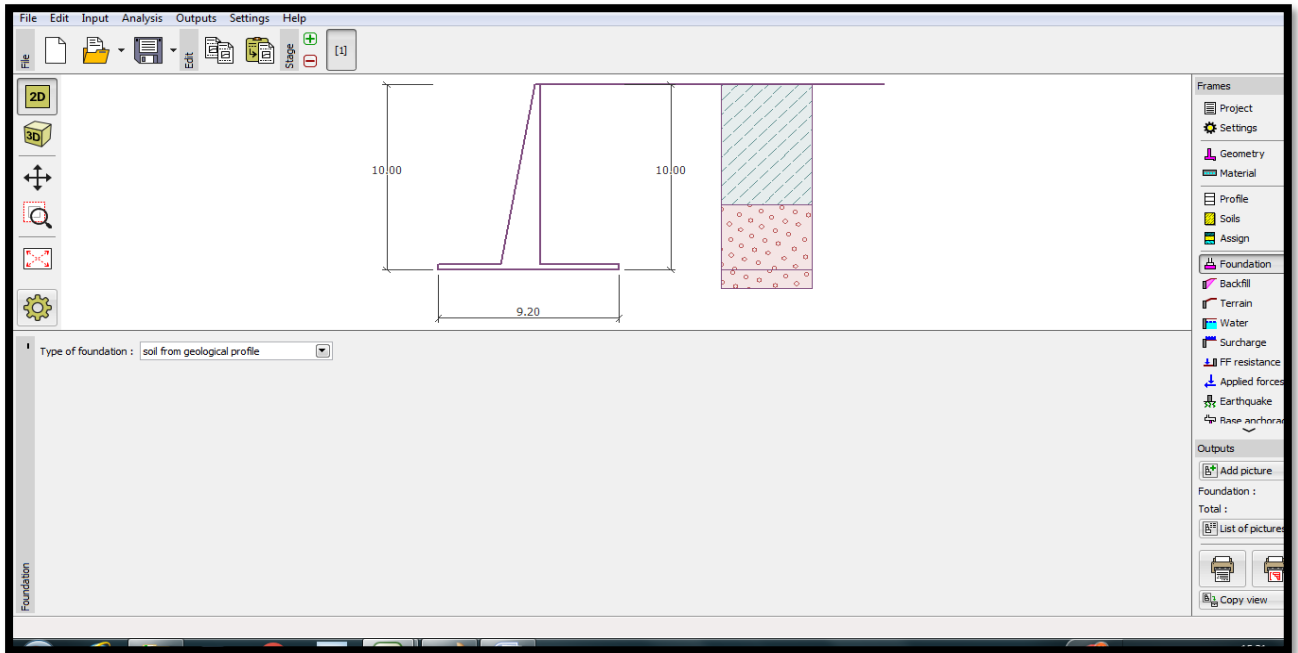 File Edit Input Analysis Outputs Settings Help
File
Edit
Stage
[1]
2D
3D
10.00
10.00
9.20
Frames
Project
Settings
Geometry
Material
Profile
Soils
Assign
Foundation
Backfill
Terrain
Water
Surcharge
FF resistance
Applied forces
Earthquake
Base anchora
Type of foundation : soil from geological profile
Foundation
Outputs
Add picture
Foundation :
Total :
List of pictures
Copy view